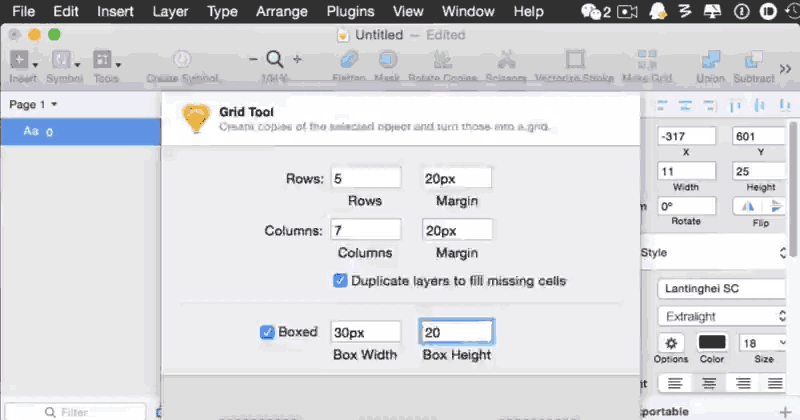 File Edit Insert Layer Type Arrange Plugins View Window Help 2
Untitled — Edited
Insert Symbol Tools Create Symbol Flatten Mask Rotate Copies Scissors Vectorize Stroke Make Grid Union Subtract
Page 1
Aa 0
Grid Tool
Create copies of the selected object and turn those into a grid.
Rows: 5 20px
Rows Margin
Columns: 7 20px
Columns Margin
Duplicate layers to fill missing cells
Boxed 30px 20
Box Width Box Height
-317 601
X Y
11 25
Width Height
0°
Rotate Flip
Style
Lantinghei SC
Extralight
18
Options Color Size
Filter